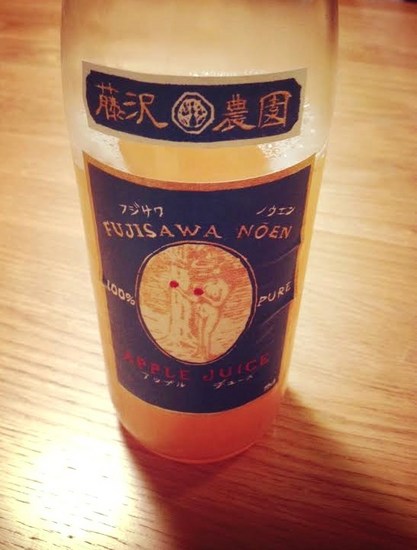 藤沢 農園
フジサワ ノウエン
FUJISAWA NŌEN
100% PURE
APPLE JUICE
アップル ジュース